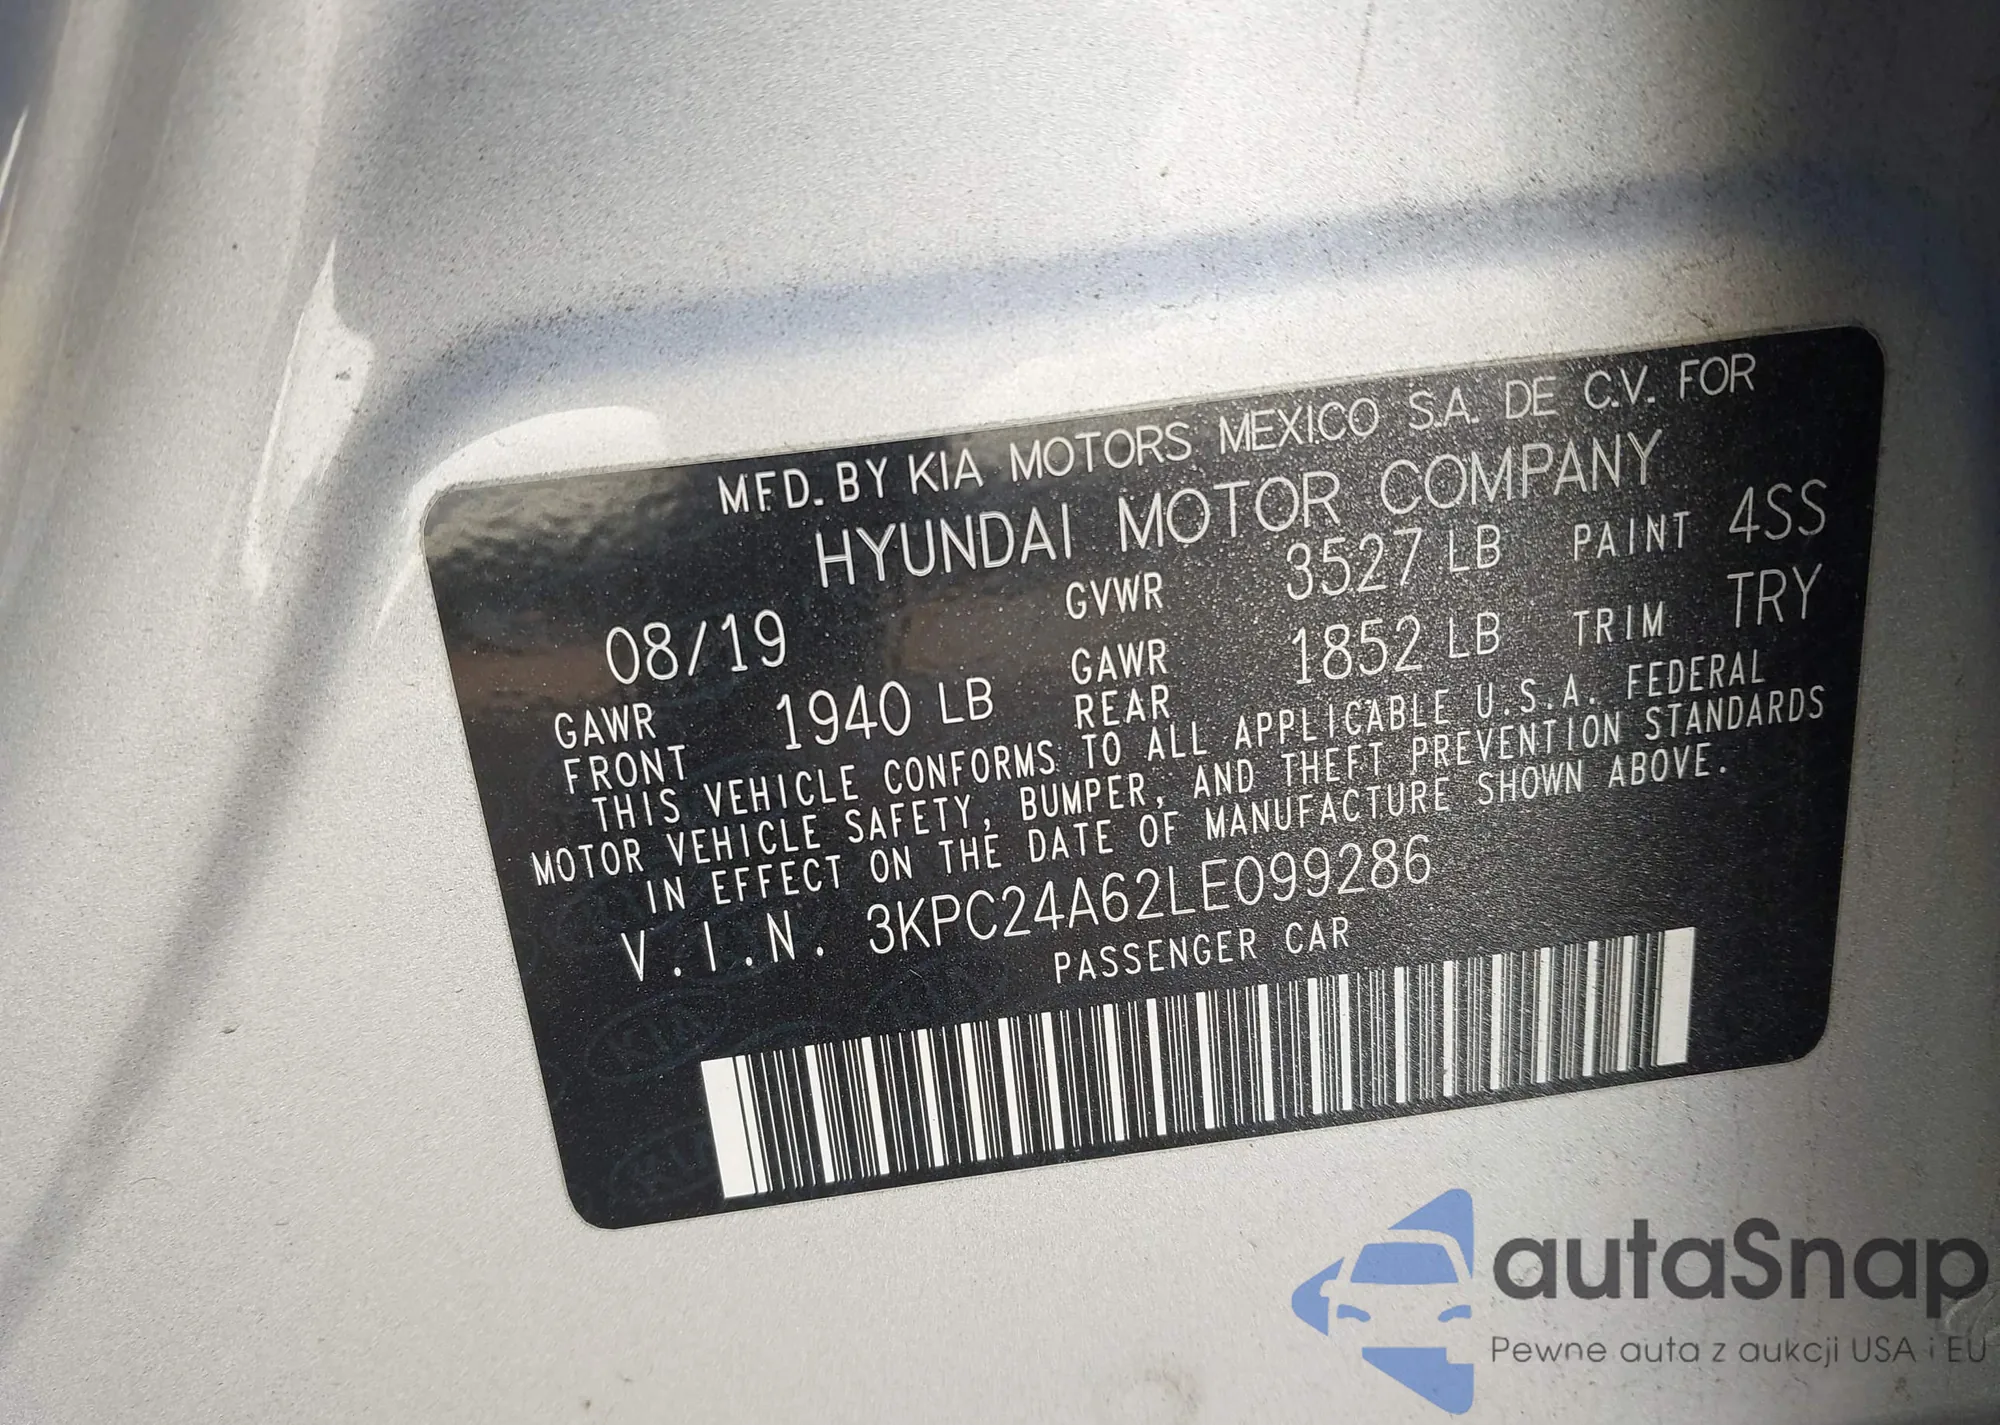 MFD. BY KIA MOTORS MEXICO S.A. DE C.V. FOR
HYUNDAI MOTOR COMPANY
08/19 GVWR 3527 LB PAINT 4SS
GAWR FRONT 1940 LB GAWR REAR 1852 LB TRIM TRY
THIS VEHICLE CONFORMS TO ALL APPLICABLE U.S.A. FEDERAL
MOTOR VEHICLE SAFETY, BUMPER, AND THEFT PREVENTION STANDARDS
IN EFFECT ON THE DATE OF MANUFACTURE SHOWN ABOVE.
V.I.N. 3KPC24A62LE099286
PASSENGER CAR
KIA
KIA
autaSnap
Pewne auta z aukcji USA i EU